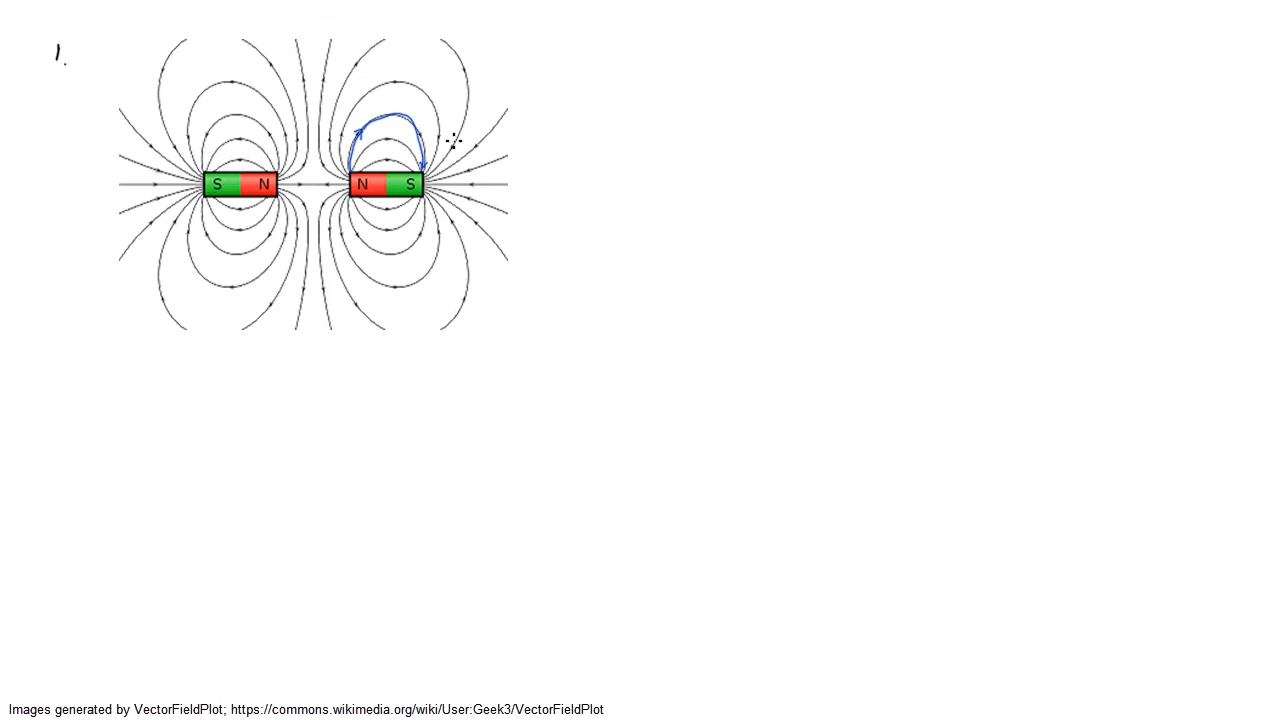 1.
S N N S
Images generated by VectorFieldPlot; https://commons.wikimedia.org/wiki/User:Geek3/VectorFieldPlot